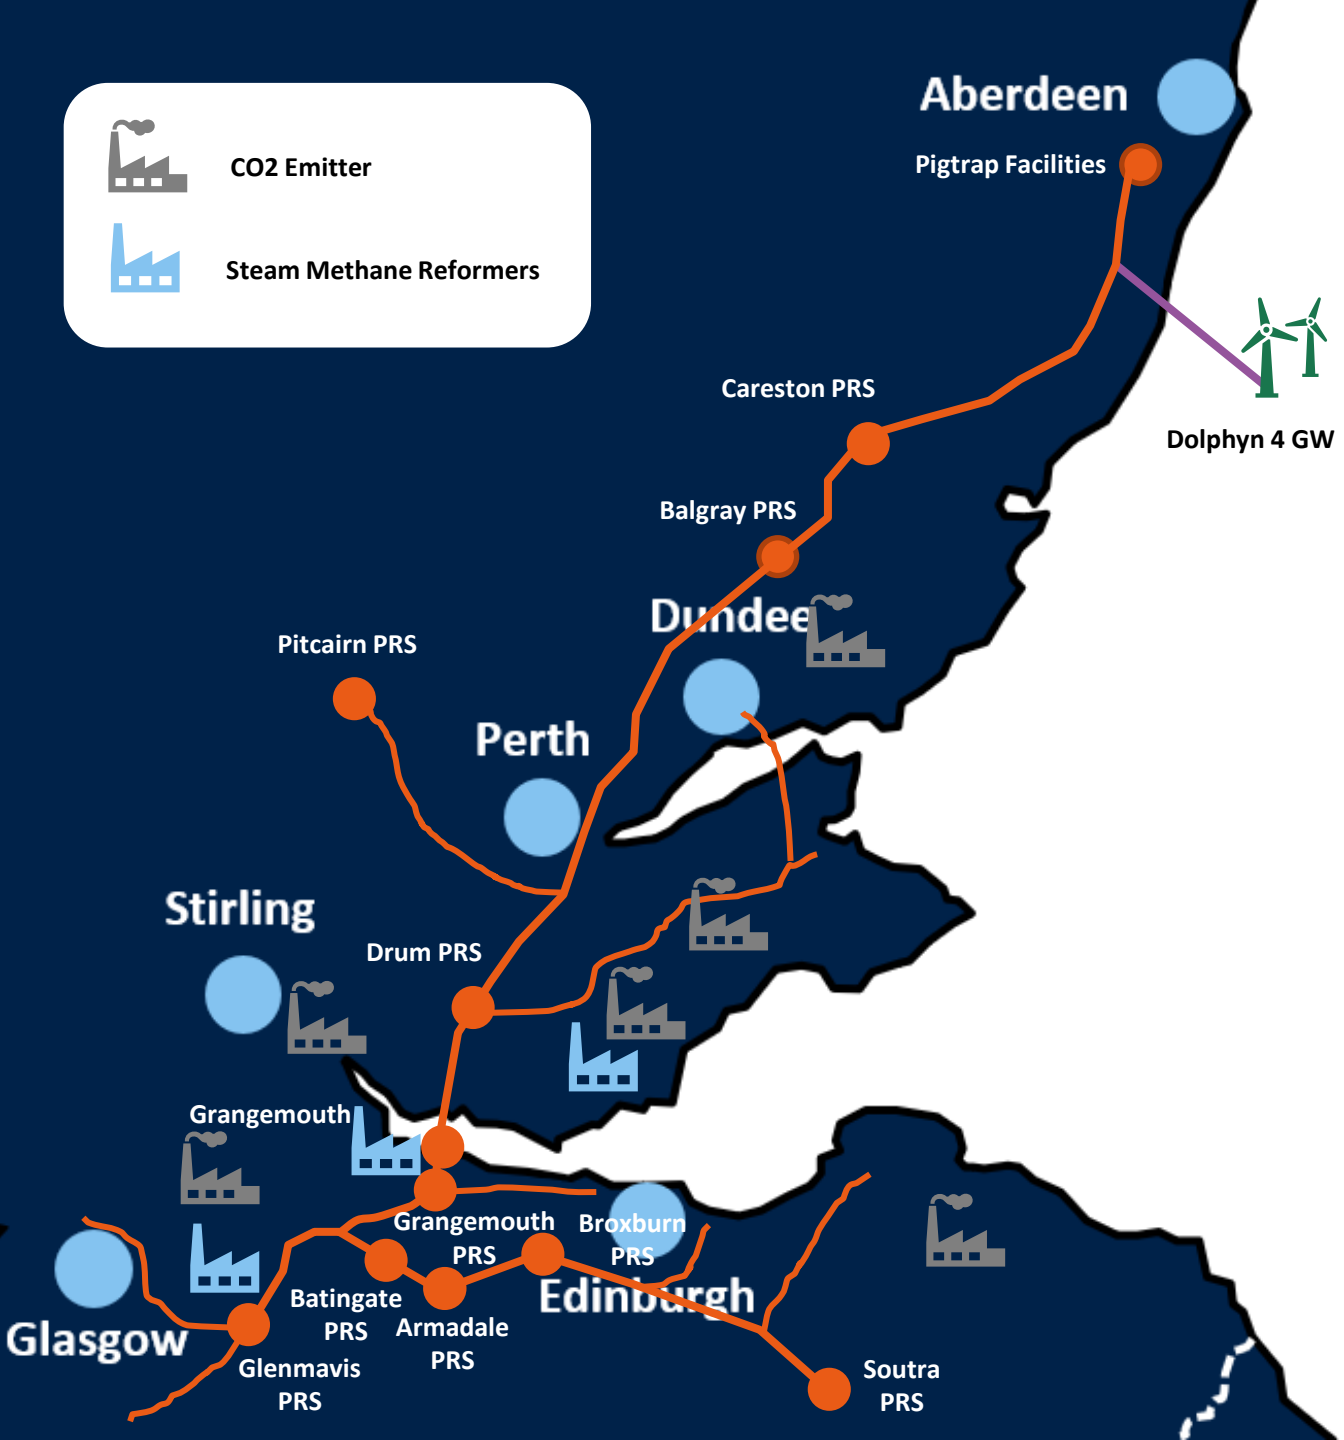 Aberdeen
Pigtrap Facilities
CO2 Emitter
Steam Methane Reformers
Careston PRS
Dolphyn 4 GW
Balgray PRS
Dundee
Pitcairn PRS
Perth
Stirling
Drum PRS
Grangemouth
Grangemouth
PRS
Broxburn
PRS
Edinburgh
Batingate
PRS
Armadale
PRS
Glasgow
Glenmavis
PRS
Soutra
PRS